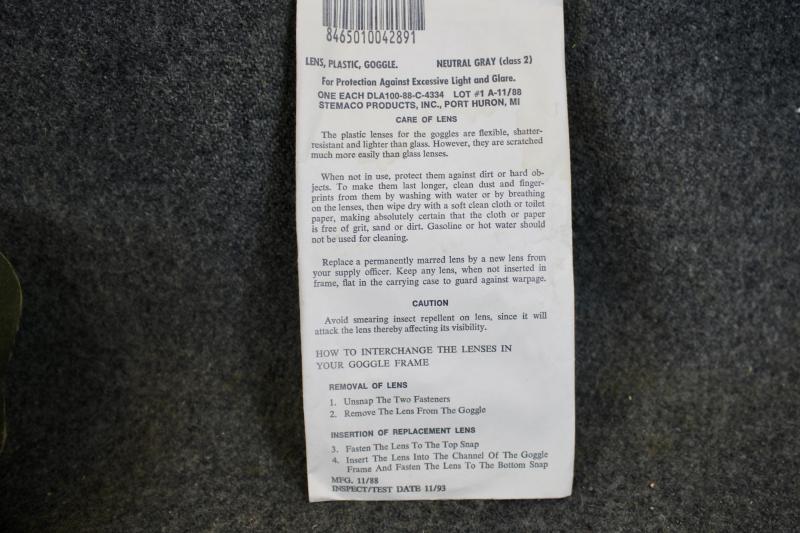 8465010042891
LENS, PLASTIC, GOGGLE. NEUTRAL GRAY (class 2)
For Protection Against Excessive Light and Glare.
ONE EACH DLA100-88-C-4334 LOT #1 A-11/88
STEMACO PRODUCTS, INC., PORT HURON, MI
CARE OF LENS
The plastic lenses for the goggles are flexible, shatter-
resistant and lighter than glass. However, they are scratched
much more easily than glass lenses.
When not in use, protect them against dirt or hard ob-
jects. To make them last longer, clean dust and finger-
prints from them by washing with water or by breathing
on the lenses, then wipe dry with a soft clean cloth or toilet
paper, making absolutely certain that the cloth or paper
is free of grit, sand or dirt. Gasoline or hot water should
not be used for cleaning.
Replace a permanently marred lens by a new lens from
your supply officer. Keep any lens, when not inserted in
frame, flat in the carrying case to guard against warpage.
CAUTION
Avoid smearing insect repellent on lens, since it will
attack the lens thereby affecting its visibility.
HOW TO INTERCHANGE THE LENSES IN
YOUR GOGGLE FRAME
REMOVAL OF LENS
1. Unsnap The Two Fasteners
2. Remove The Lens From The Goggle
INSERTION OF REPLACEMENT LENS
3. Fasten The Lens To The Top Snap
4. Insert The Lens Into The Channel Of The Goggle
Frame And Fasten The Lens To The Bottom Snap
MFG. 11/88
INSPECT/TEST DATE 11/93